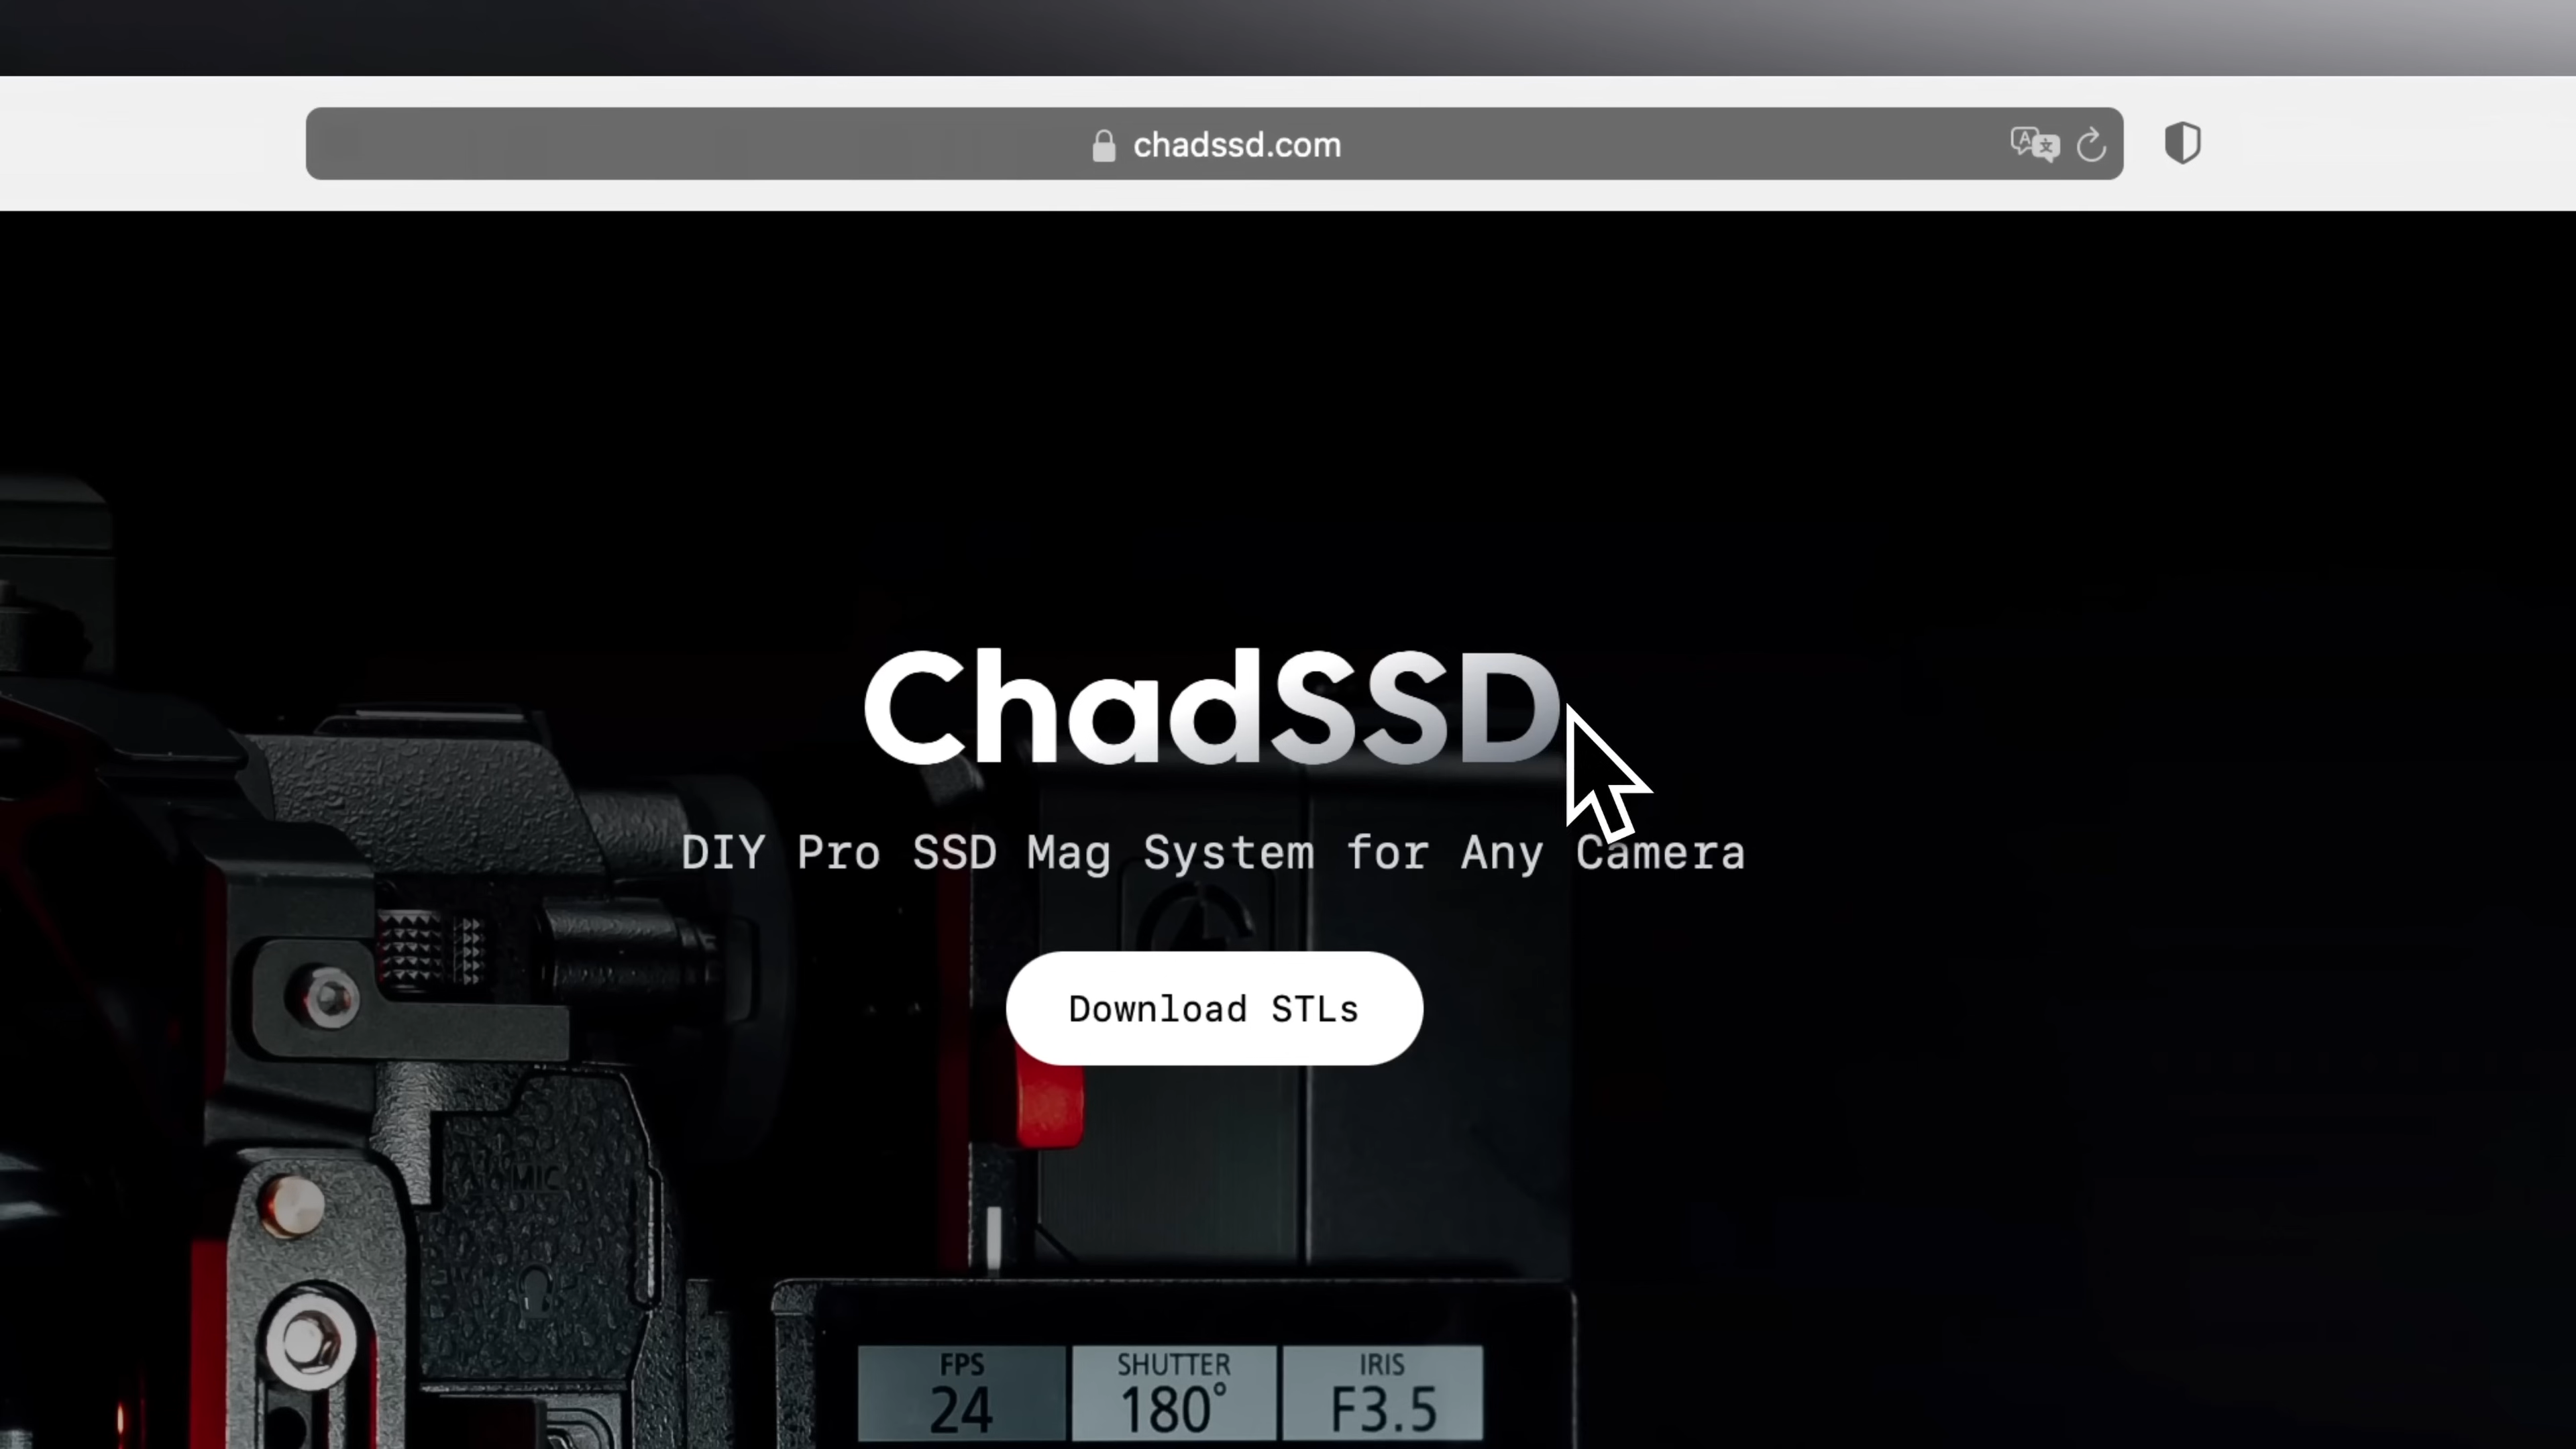 chadssd.com
ChadSSD
DIY Pro SSD Mag System for Any Camera
Download STLs
MIC
FPS SHUTTER IRIS
24 180° F3.5